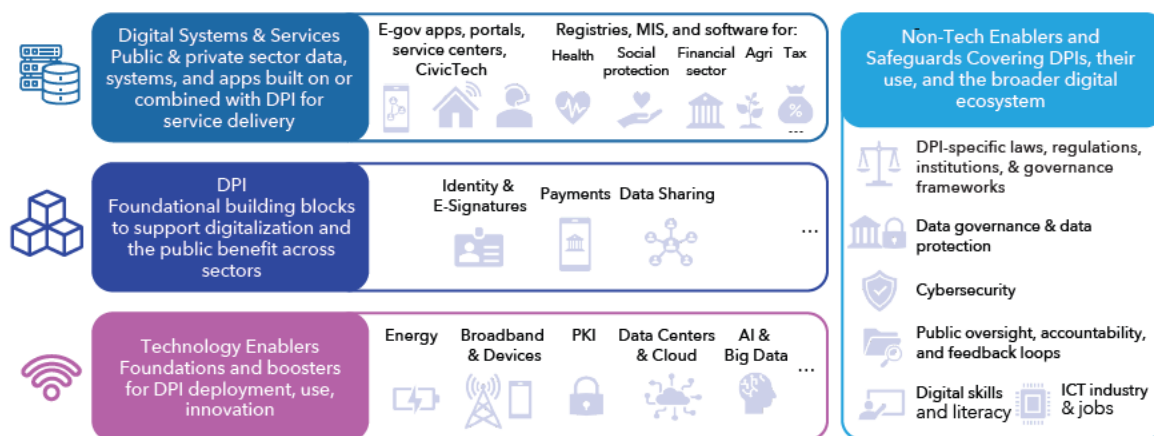 Digital Systems & Services
Public & private sector data,
systems, and apps built on or
combined with DPI for
service delivery
E-gov apps, portals,
service centers,
CivicTech
Registries, MIS, and software for:
Health
Social
protection
Financial
sector
Agri
Tax
%
...
DPI
Foundational building blocks
to support digitalization and
the public benefit across
sectors
Identity &
E-Signatures
Payments
Data Sharing
...
Technology Enablers
Foundations and boosters
for DPI deployment, use,
innovation
Energy
Broadband
& Devices
PKI
Data Centers
& Cloud
AI &
Big Data
...
Non-Tech Enablers and
Safeguards Covering DPIs, their
use, and the broader digital
ecosystem
DPI-specific laws, regulations,
institutions, & governance
frameworks
Data governance & data
protection
Cybersecurity
Public oversight, accountability,
and feedback loops
Digital skills
and literacy
ICT industry
& jobs